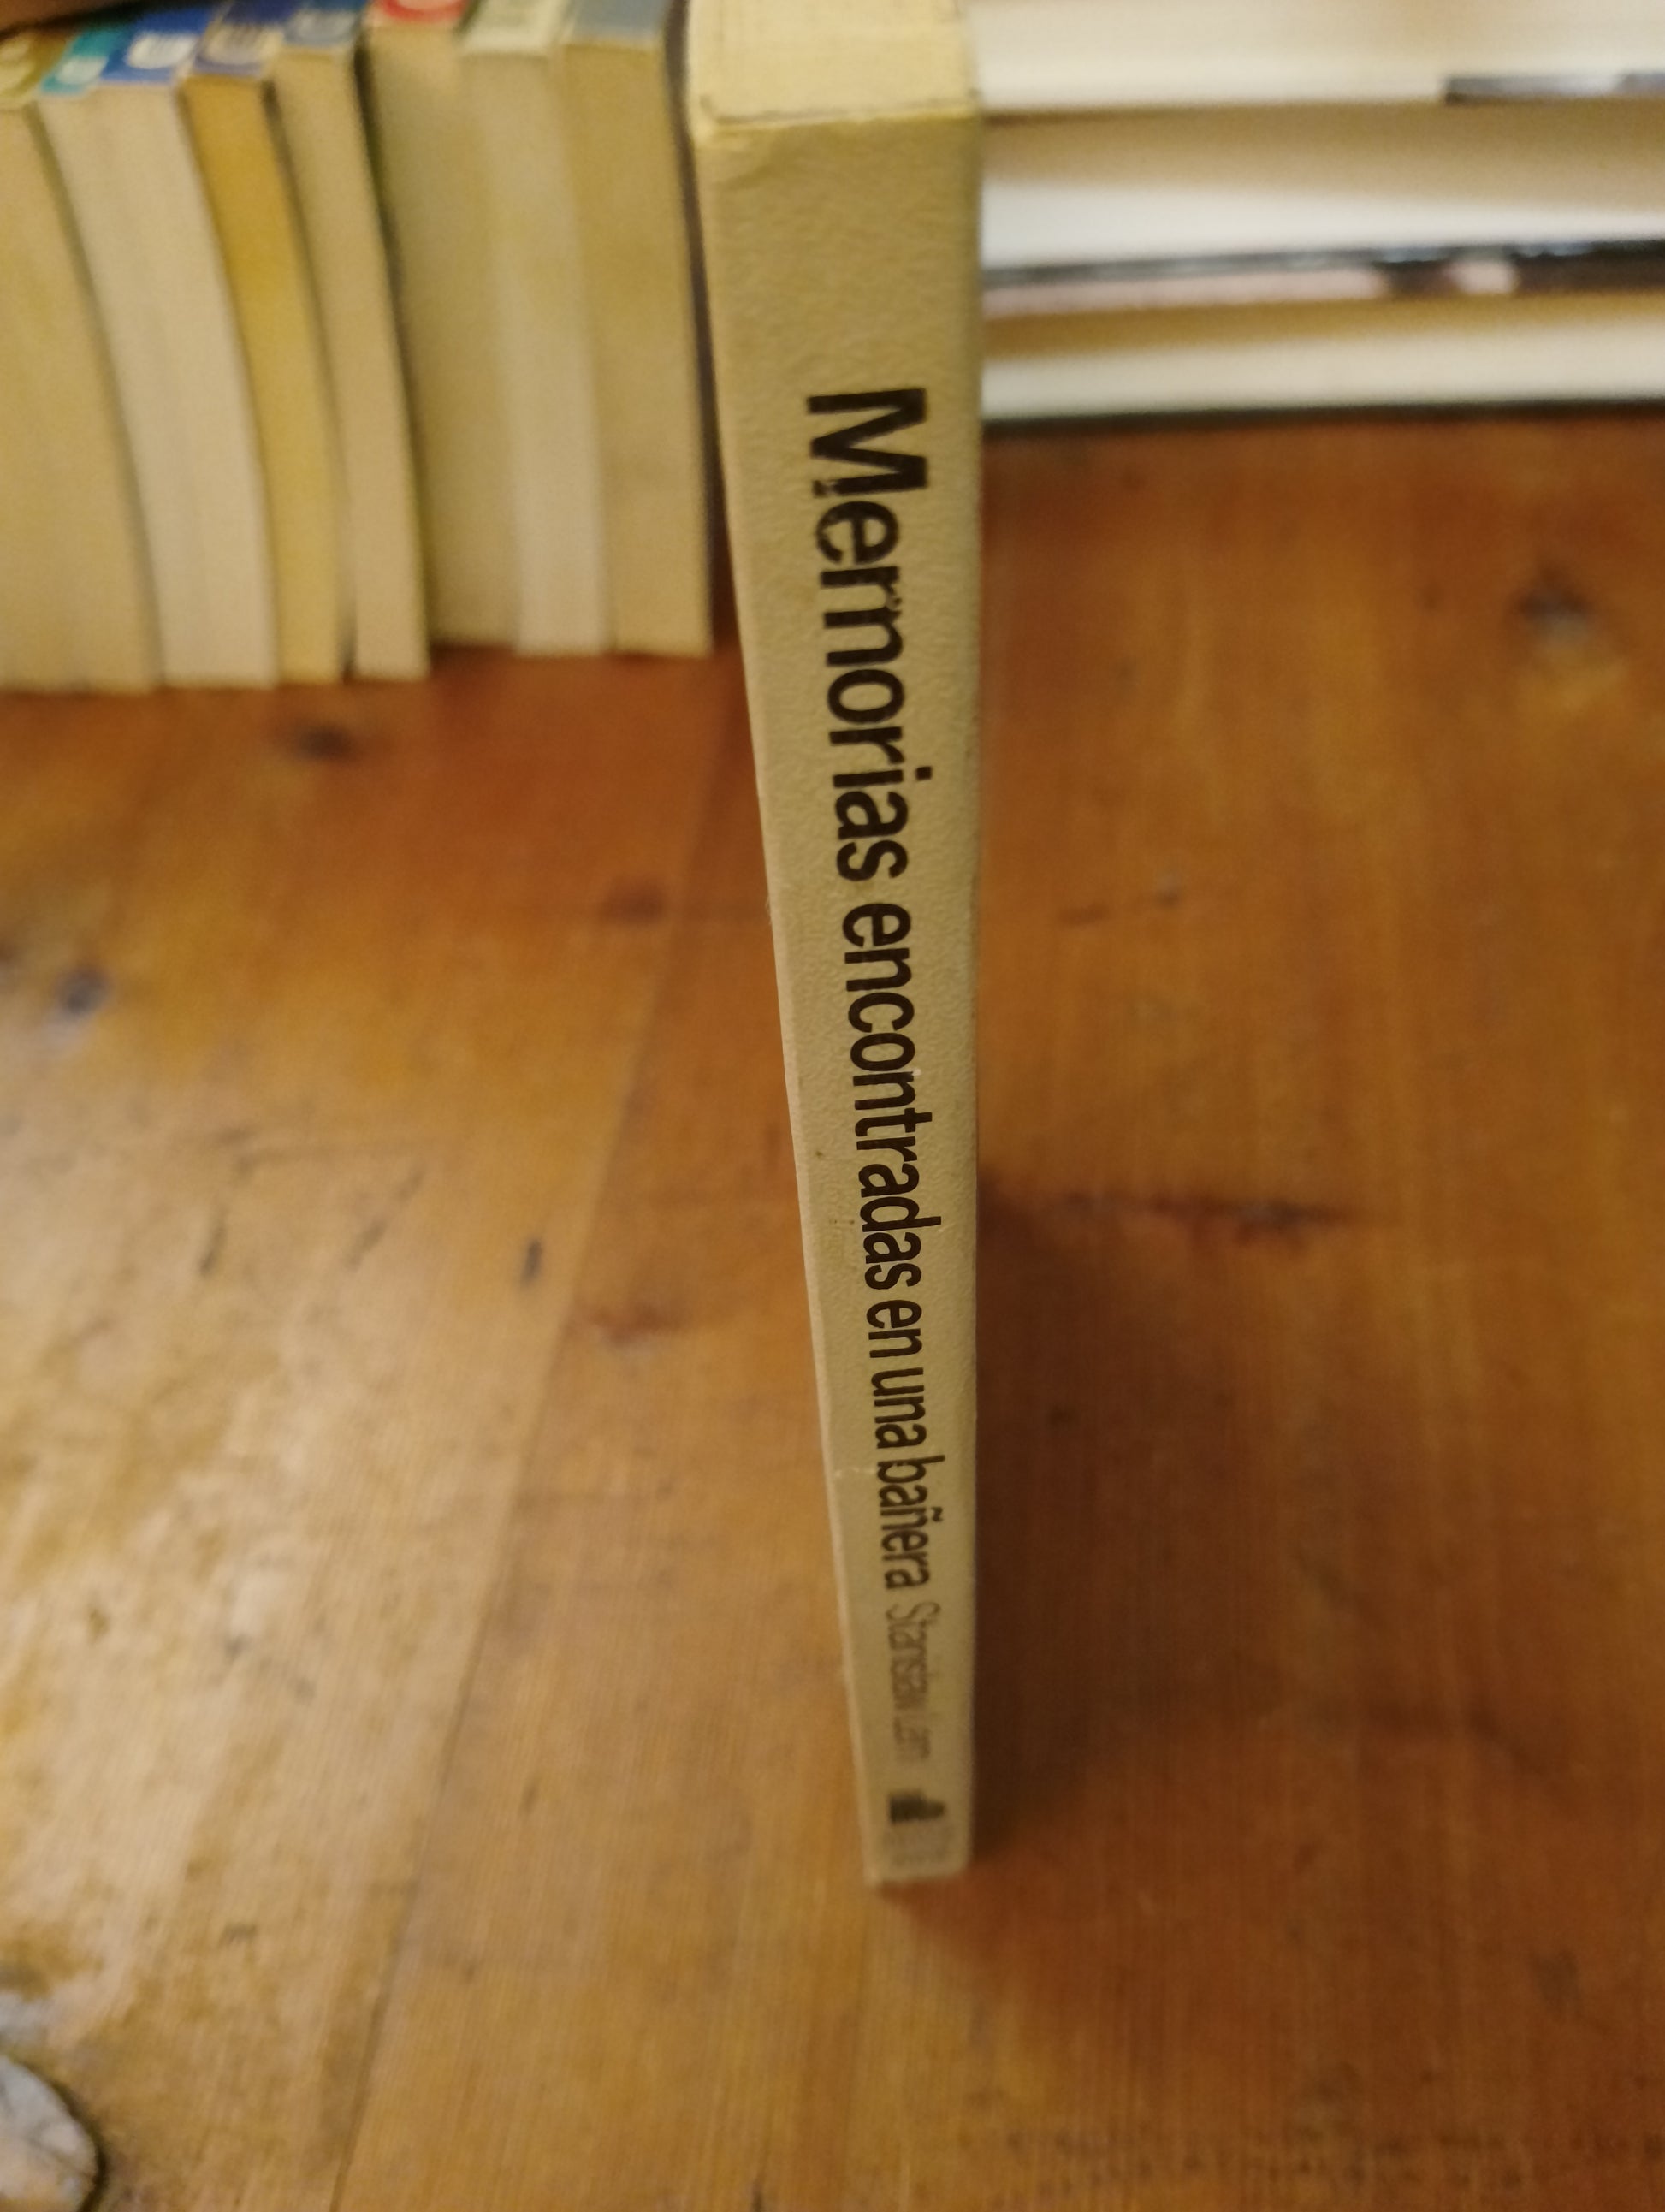 Memorias encontradas en una bañera Stanislaw Lem